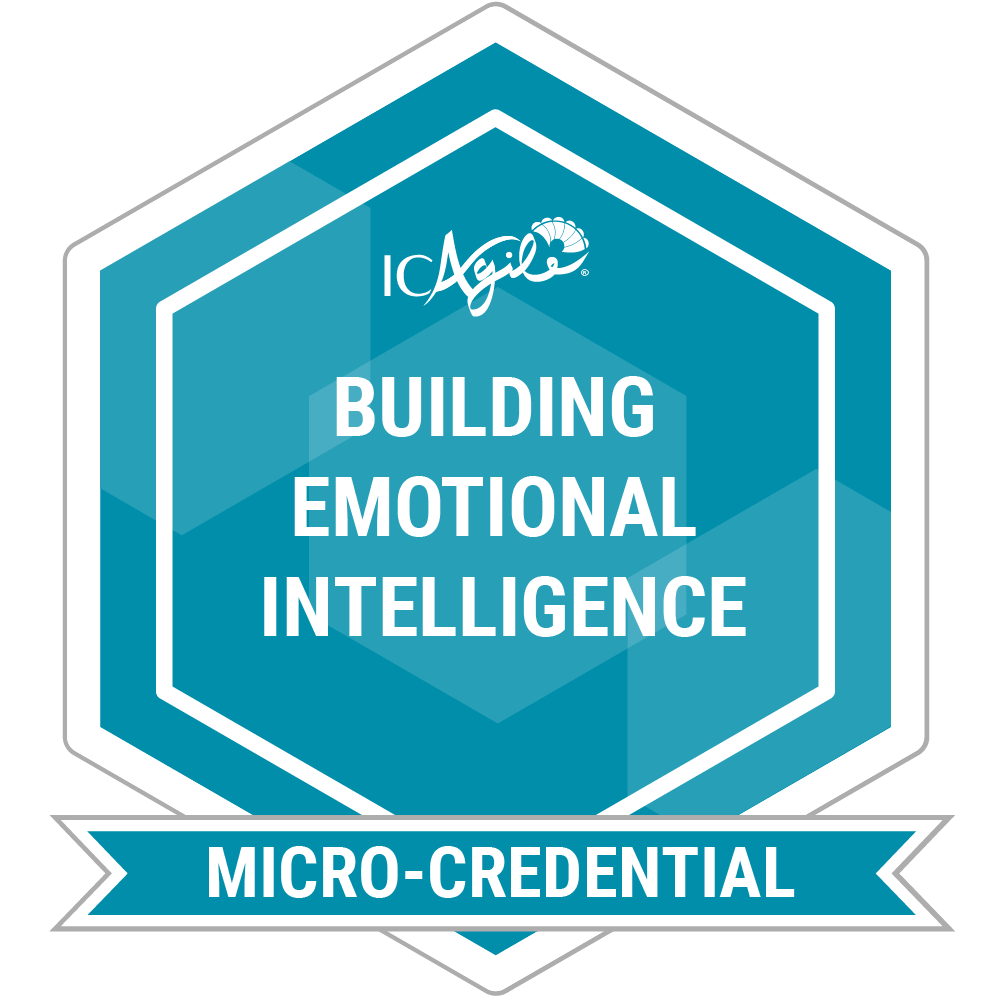 ICAgile®
BUILDING
EMOTIONAL
INTELLIGENCE
MICRO-CREDENTIAL